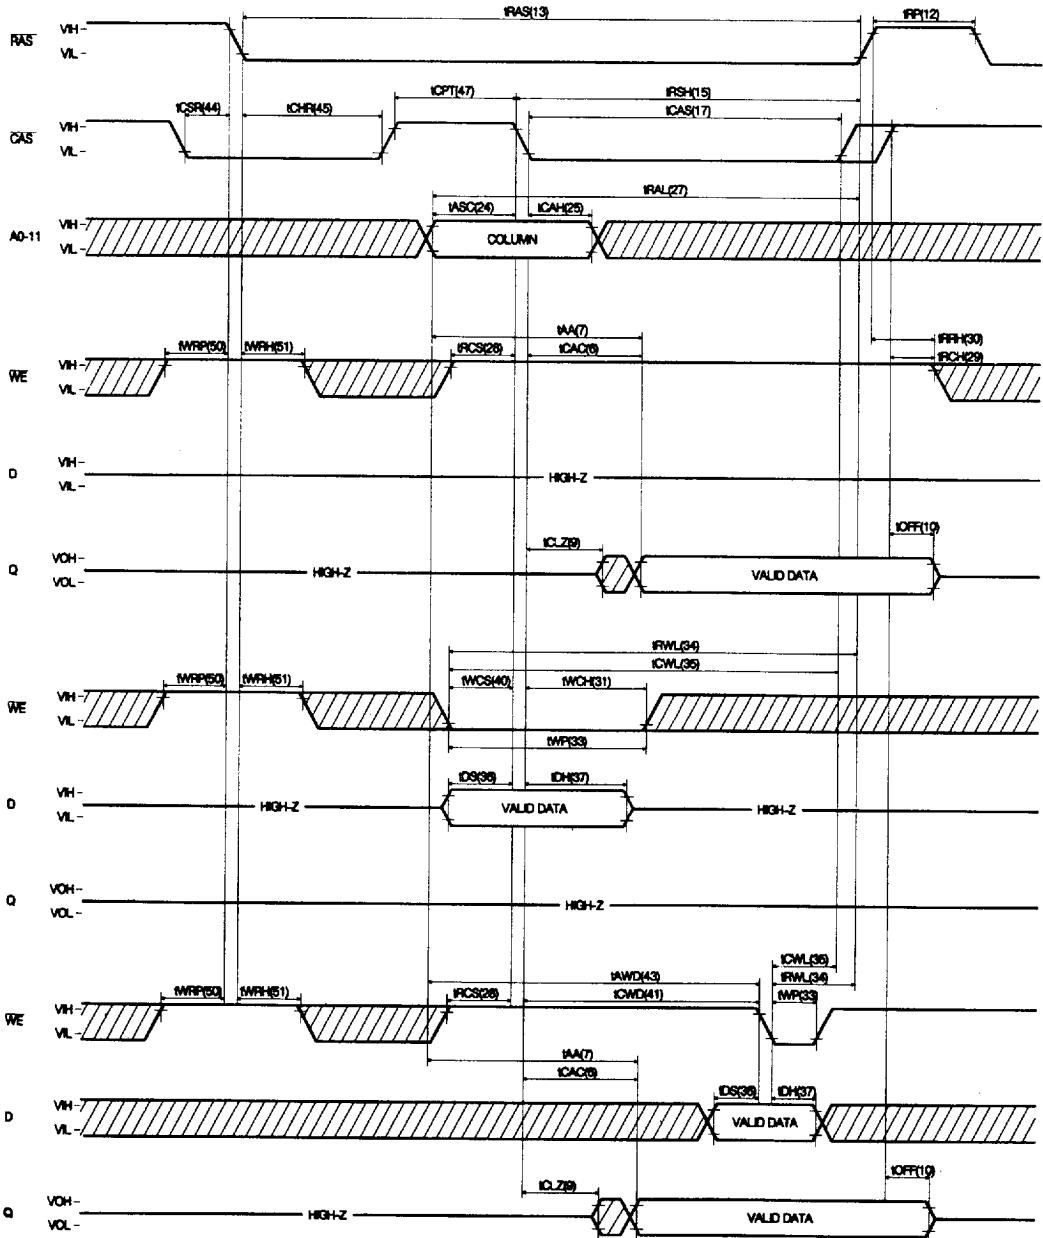 tRAS(13) tRP(12)
RAS VIH
VIL
tCPT(47) tRSH(15)
tCSR(44) tCHR(45) tCAS(17)
CAS VIH
VIL
tRAL(27)
tASC(24) tCAH(25)
A0-11 VIH
VIL
COLUMN
tAA(7)
tWRP(50) tWRH(51) tRCS(28) tCAC(6) tRRH(30)
tRCH(29)
WE VIH
VIL
D VIH
VIL
HIGH-Z
tCLZ(9) tOFF(10)
Q VOH
VOL
HIGH-Z VALID DATA
tRWL(34)
tCWL(35)
tWRP(50) tWRH(51) tWCS(40) tWCH(31)
WE VIH
VIL
tWP(33)
tDS(36) tDH(37)
D VIH
VIL
HIGH-Z VALID DATA HIGH-Z
Q VOH
VOL
HIGH-Z
tCWL(35)
tAWD(43) tRWL(34)
tWRP(50) tWRH(51) tRCS(28) tCWD(41) tWP(33)
WE VIH
VIL
tAA(7)
tCAC(6)
tDS(36) tDH(37)
D VIH
VIL
VALID DATA
tCLZ(9) tOFF(10)
Q VOH
VOL
HIGH-Z VALID DATA